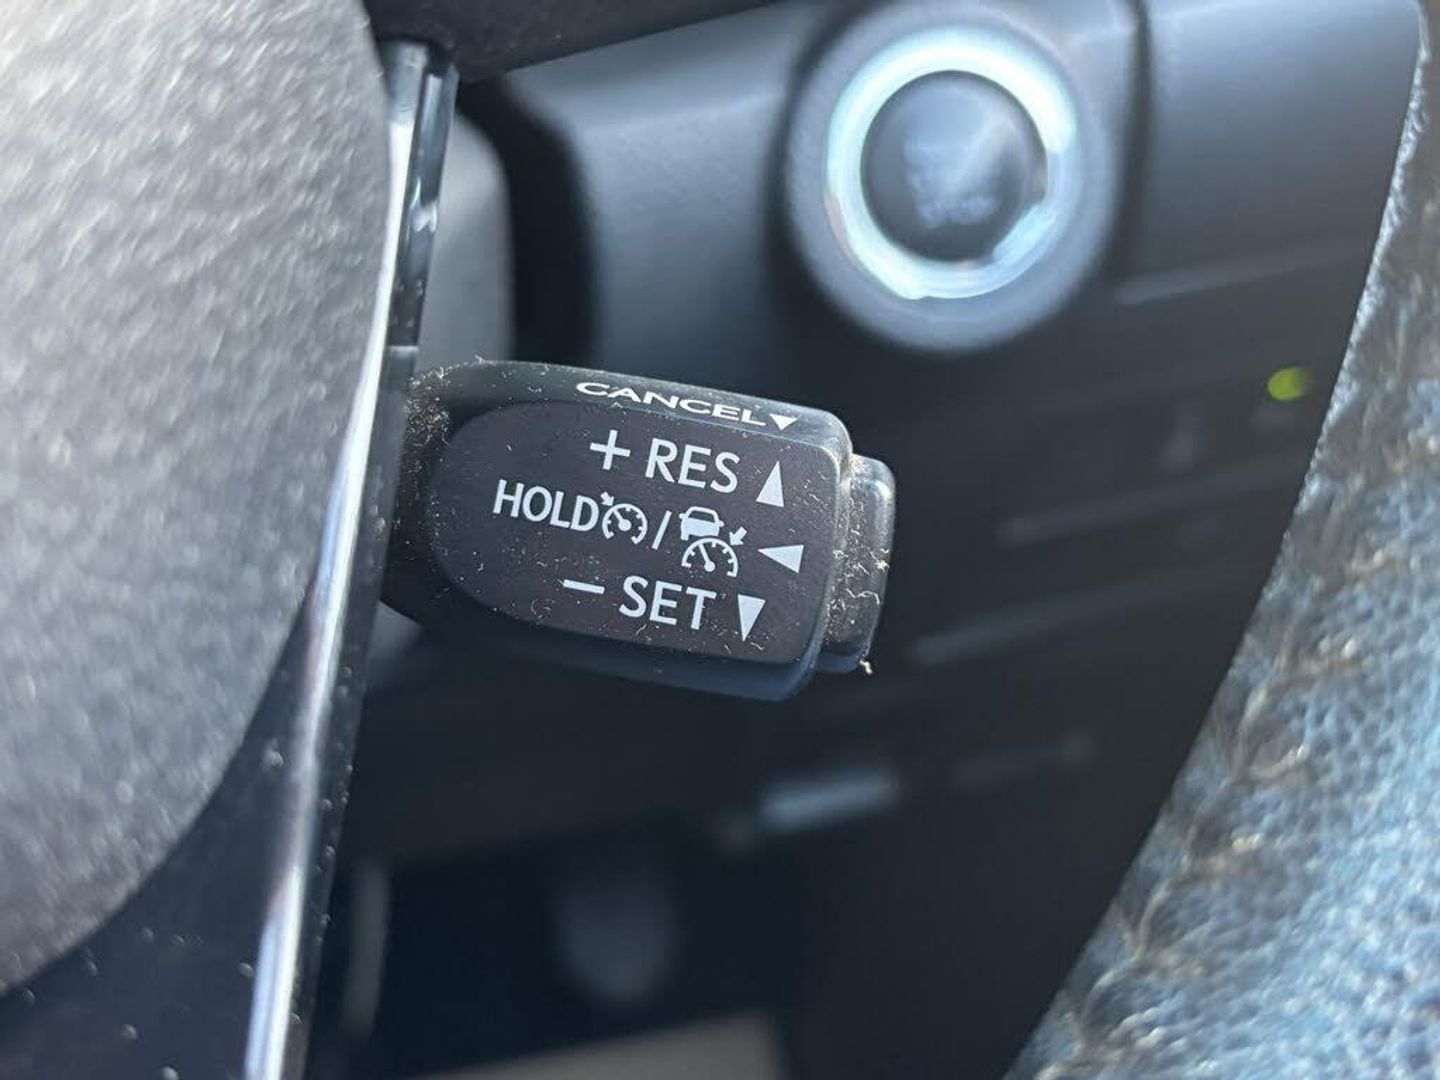 CANCEL▼
+ RES ▲
HOLD / ◀
− SET ▼